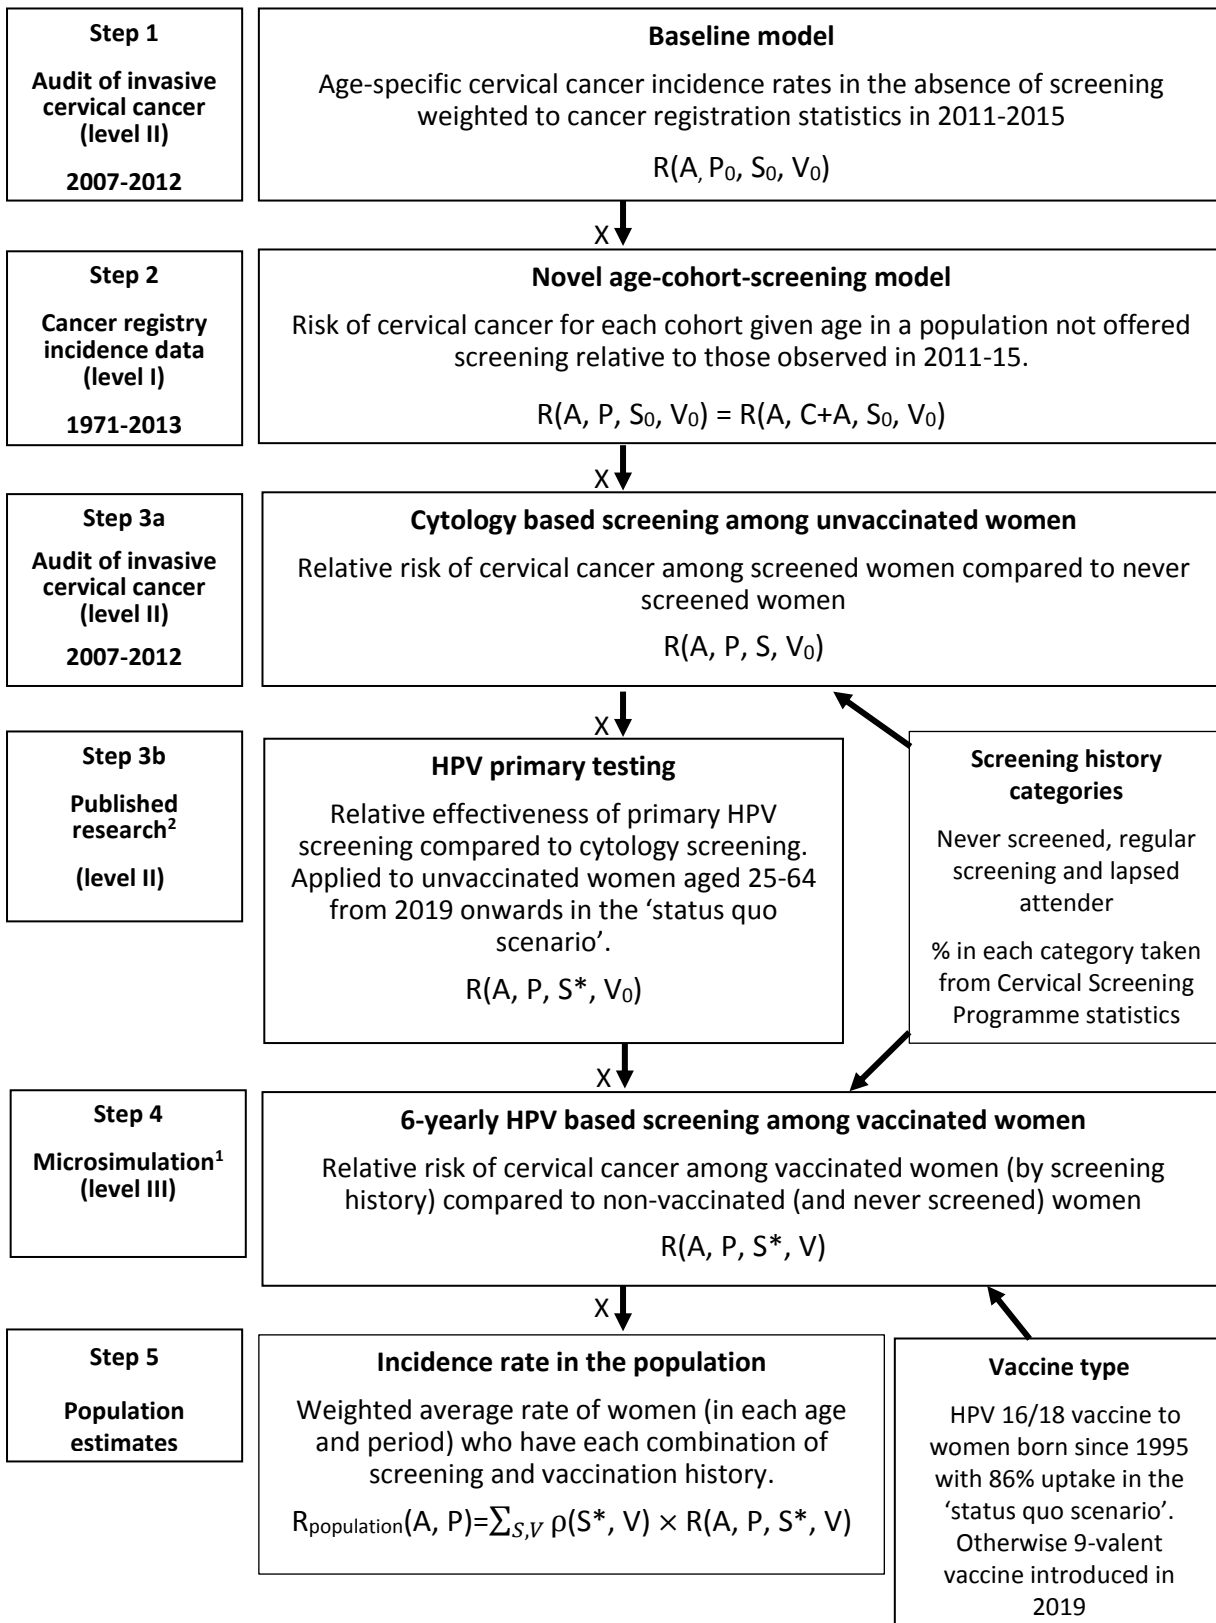 Step 1
Audit of invasive
cervical cancer
(level II)
2007-2012
Baseline model
Age-specific cervical cancer incidence rates in the absence of screening
weighted to cancer registration statistics in 2011-2015
R(A, P₀, S₀, V₀)
X
Step 2
Cancer registry
incidence data
(level I)
1971-2013
Novel age-cohort-screening model
Risk of cervical cancer for each cohort given age in a population not offered
screening relative to those observed in 2011-15.
R(A, P, S₀, V₀) = R(A, C+A, S₀, V₀)
X
Step 3a
Audit of invasive
cervical cancer
(level II)
2007-2012
Cytology based screening among unvaccinated women
Relative risk of cervical cancer among screened women compared to never
screened women
R(A, P, S, V₀)
X
Step 3b
Published
research²
(level II)
HPV primary testing
Relative effectiveness of primary HPV
screening compared to cytology screening.
Applied to unvaccinated women aged 25-64
from 2019 onwards in the ‘status quo
scenario’.
R(A, P, S*, V₀)
Screening history
categories
Never screened, regular
screening and lapsed
attender
% in each category taken
from Cervical Screening
Programme statistics
X
Step 4
Microsimulation¹
(level III)
6-yearly HPV based screening among vaccinated women
Relative risk of cervical cancer among vaccinated women (by screening
history) compared to non-vaccinated (and never screened) women
R(A, P, S*, V)
X
Step 5
Population
estimates
Incidence rate in the population
Weighted average rate of women (in each age
and period) who have each combination of
screening and vaccination history.
R_population(A, P)=∑_S,V ρ(S*, V) × R(A, P, S*, V)
Vaccine type
HPV 16/18 vaccine to
women born since 1995
with 86% uptake in the
‘status quo scenario’.
Otherwise 9-valent
vaccine introduced in
2019